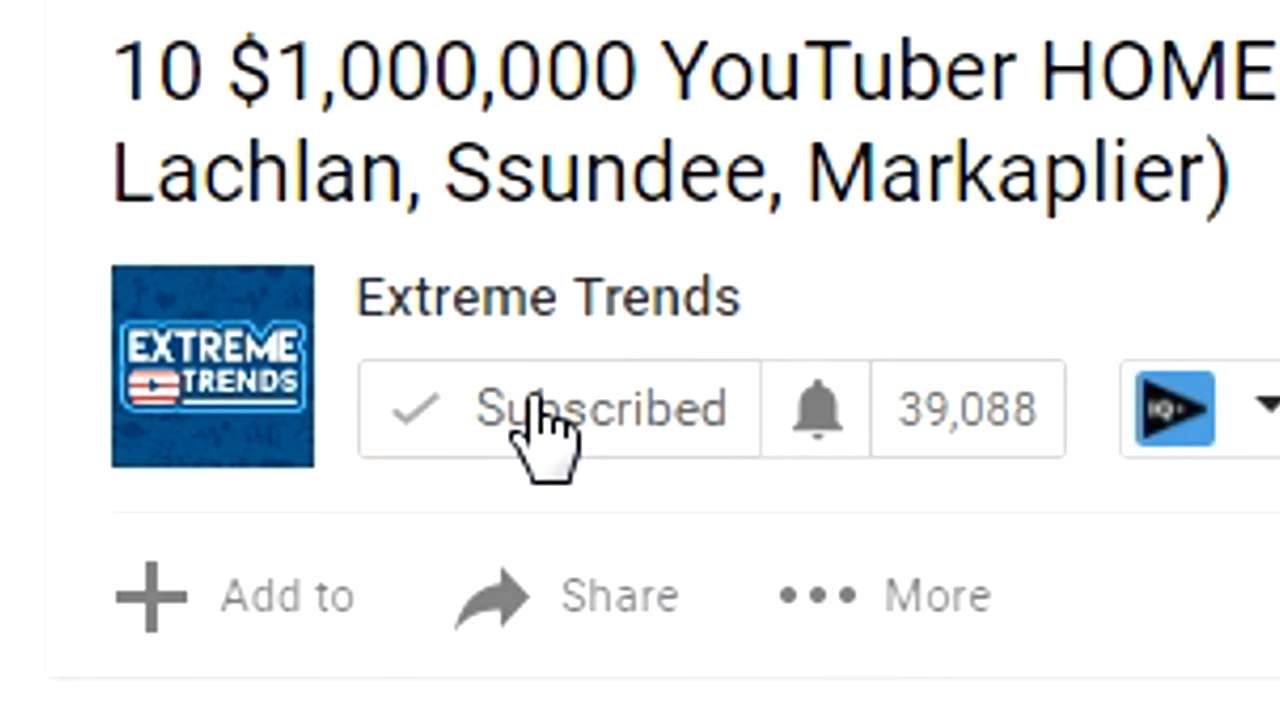 10 $1,000,000 YouTuber HOME
Lachlan, Ssundee, Markaplier)
EXTREME
TRENDS
Extreme Trends
Subscribed
39,088
IQ+
Add to
Share
More